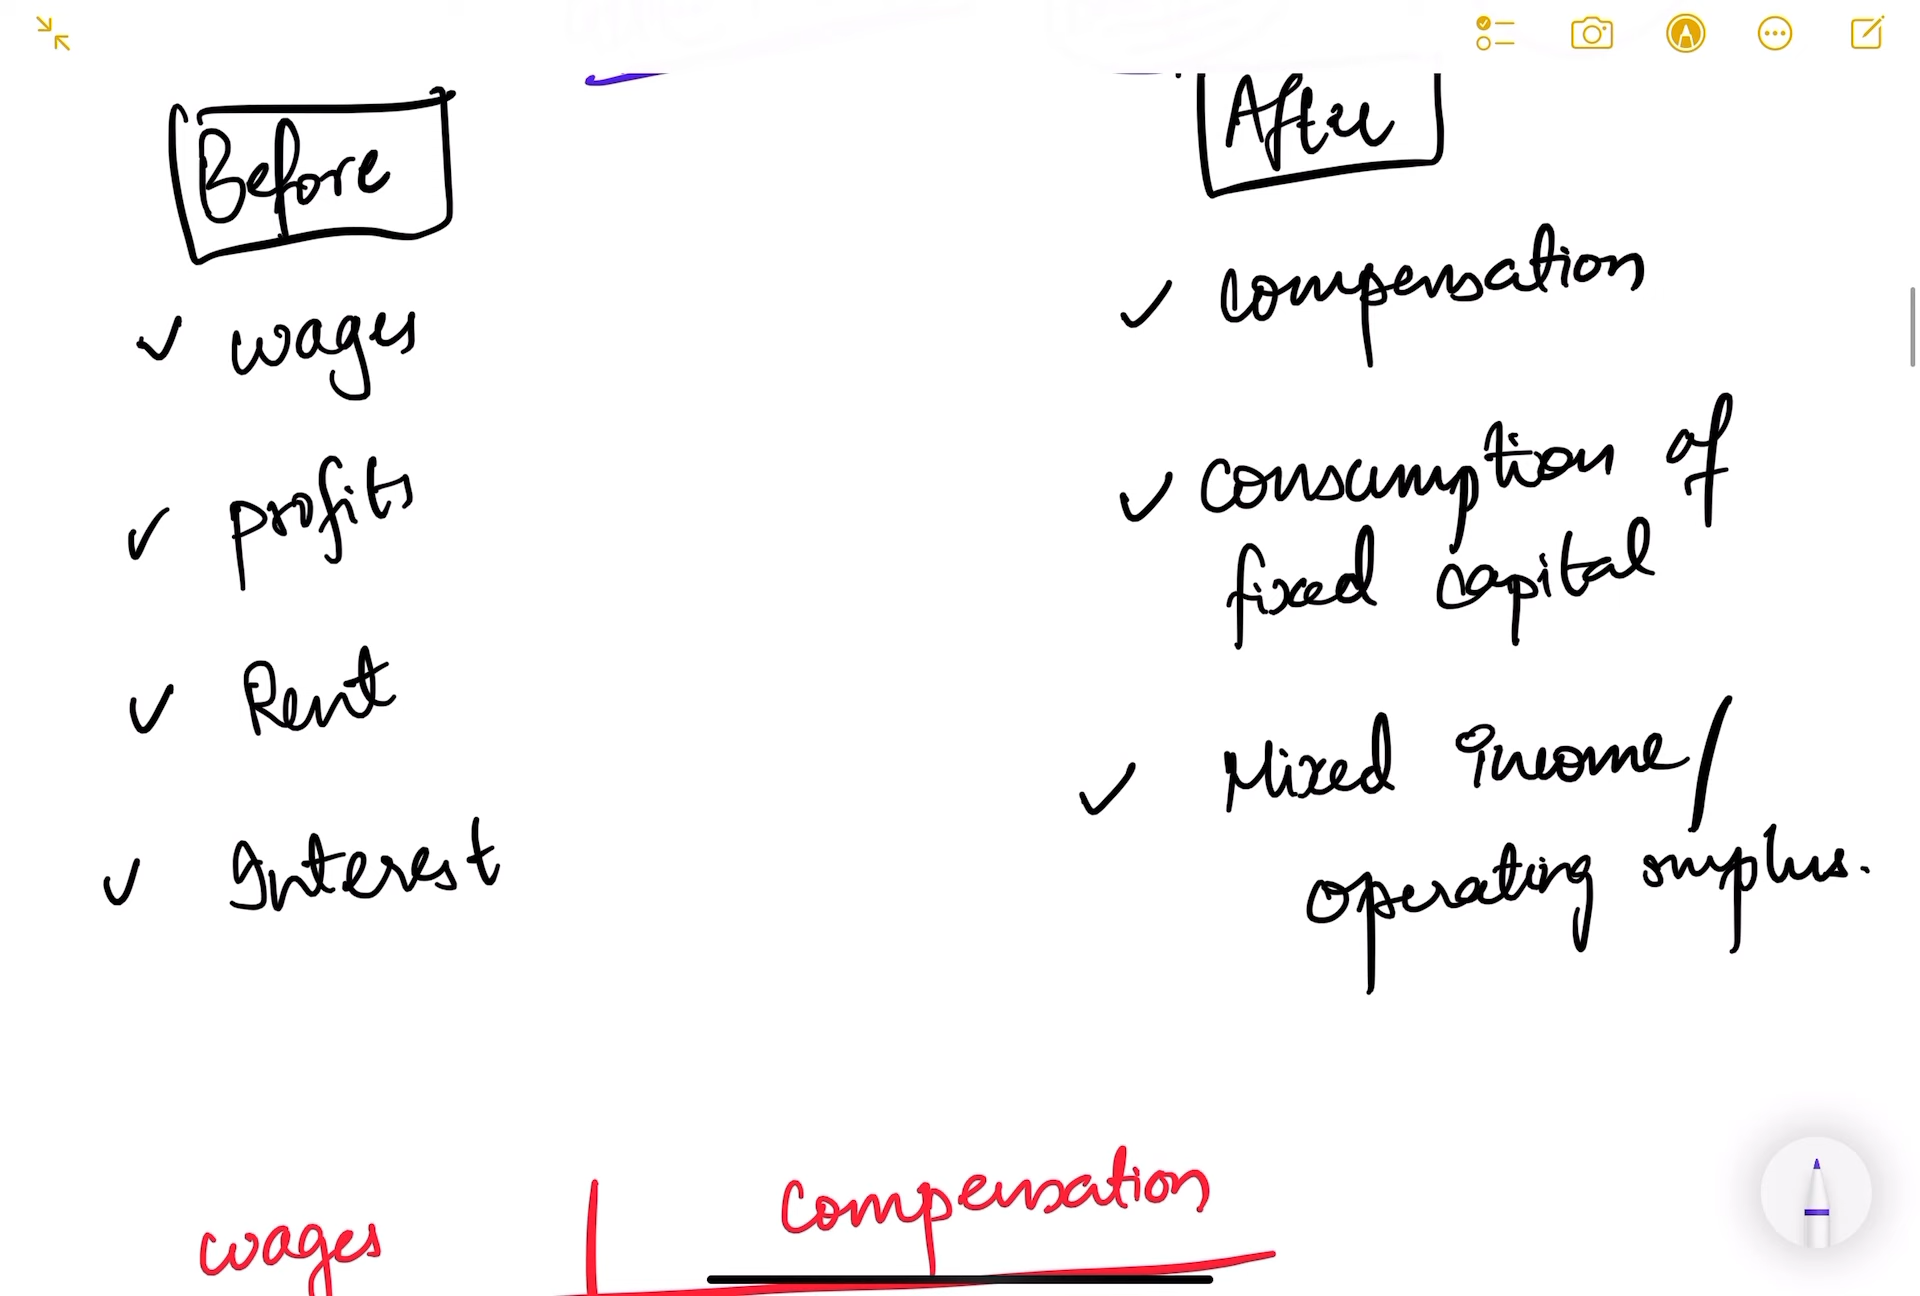 Before
✓ wages
✓ profits
✓ Rent
✓ Interest
After
✓ compensation
✓ consumption of
fixed capital
✓ Mixed income/
operating surplus.
wages
compensation